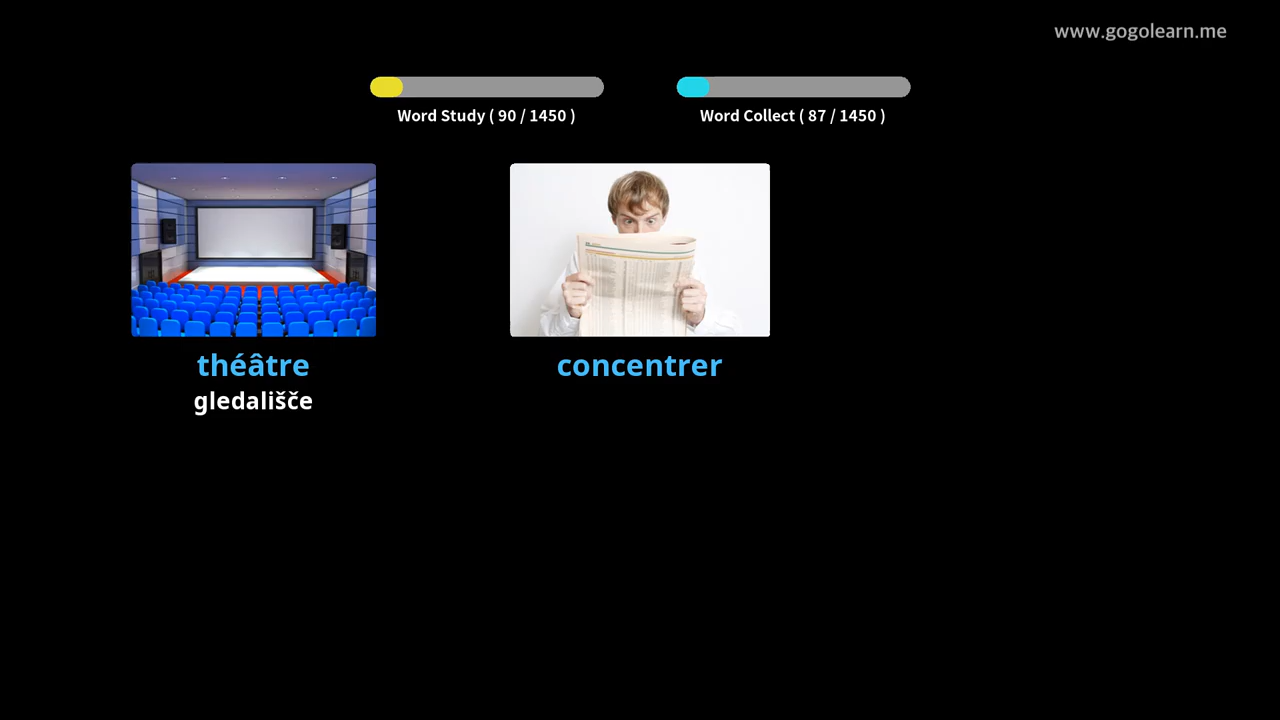 www.gogolearn.me
Word Study ( 90 / 1450 )
Word Collect ( 87 / 1450 )
théâtre
gledališče
concentrer